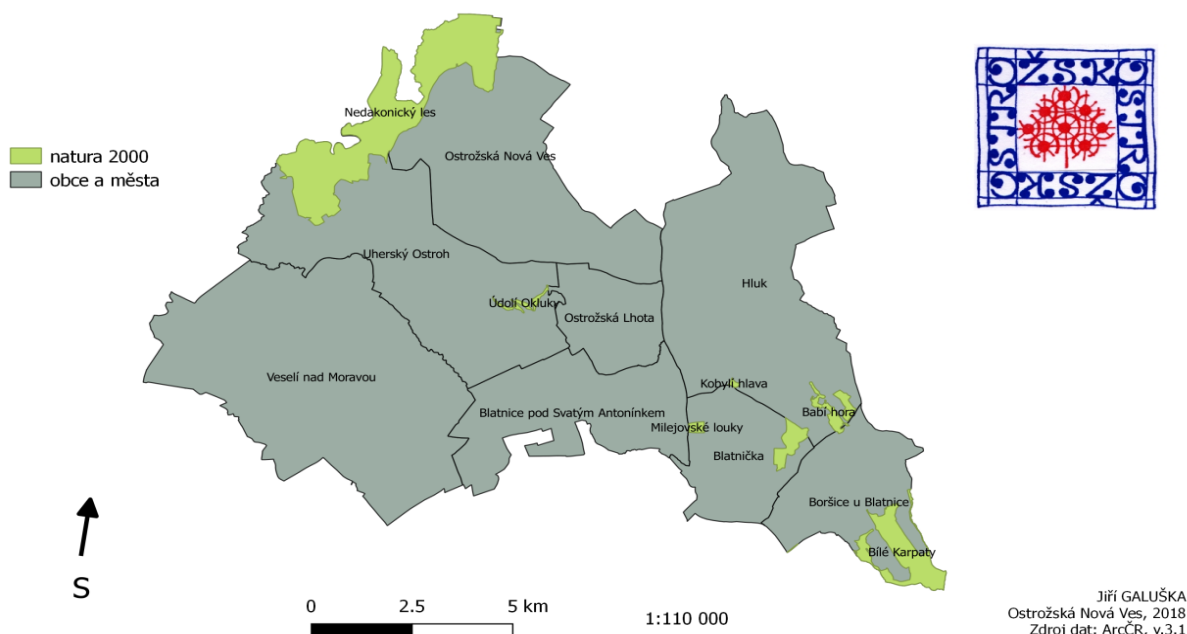 natura 2000
obce a města
Nedakonický les
Ostrožská Nová Ves
Uherský Ostroh
Hluk
Údolí Okluky
Ostrožská Lhota
Veselí nad Moravou
Kobylí hlava
Blatnice pod Svatým Antonínkem
Babí hora
Milejovské louky
Blatnička
Boršice u Blatnice
Bílé Karpaty
S
0 2.5 5 km
1:110 000
Jiří GALUŠKA
Ostrožská Nová Ves, 2018
Zdroj dat: ArcČR, v.3.1
OSTROŽSKO
OSTROŽSKO